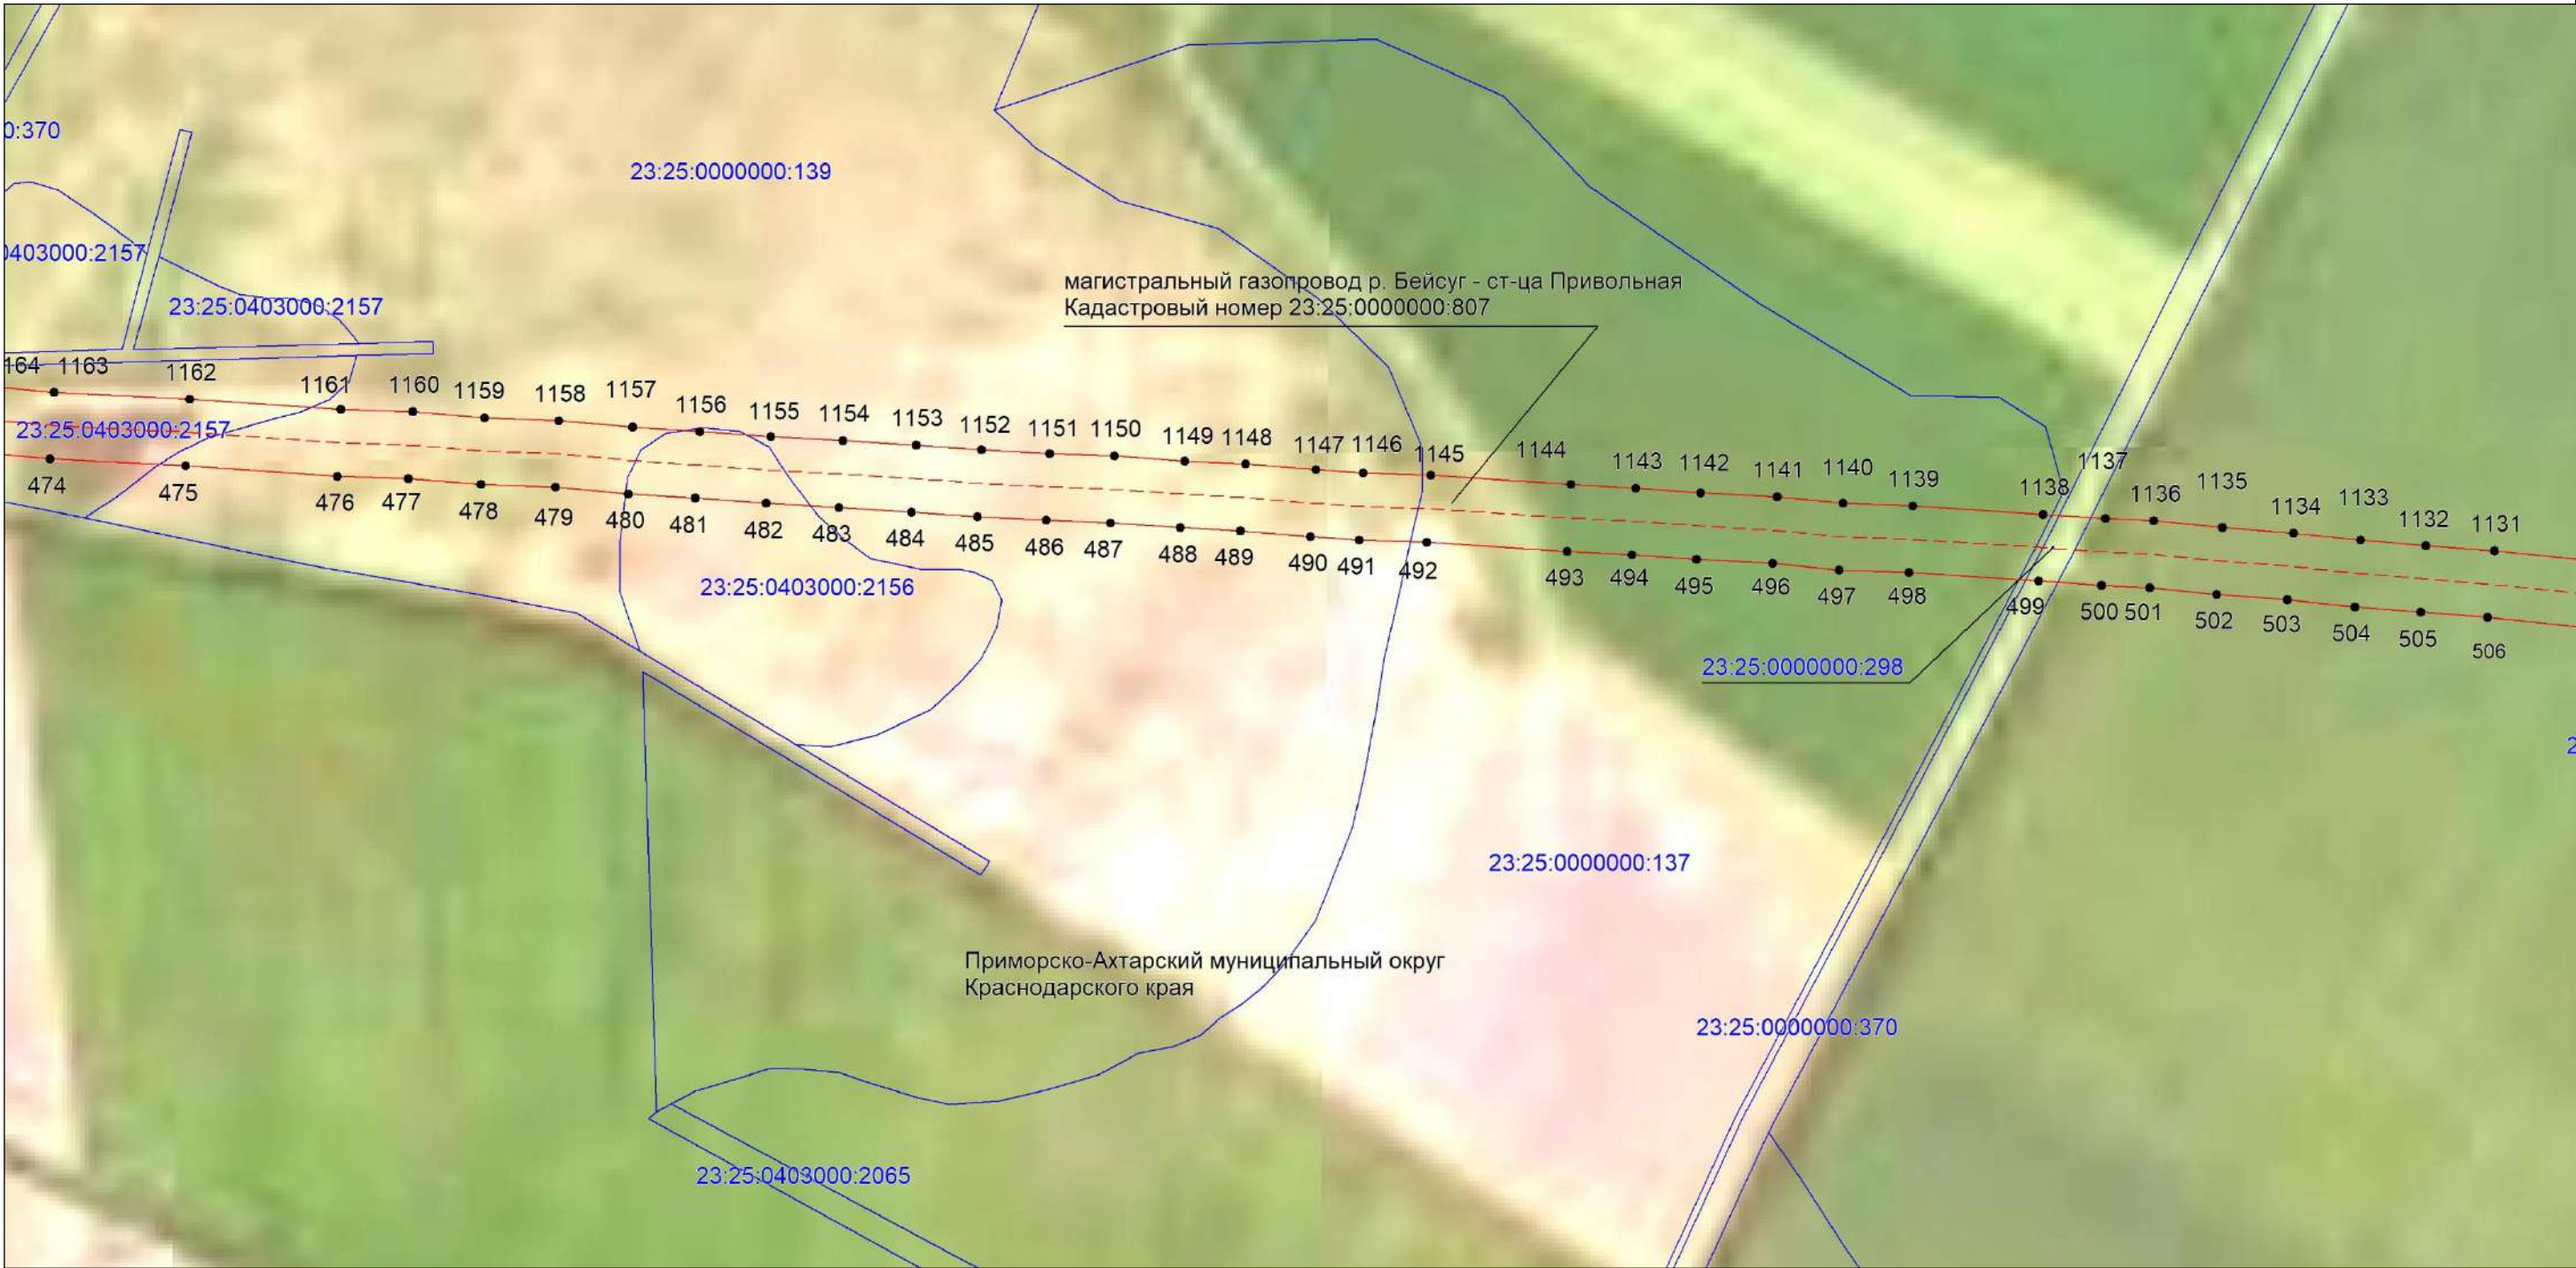 0:370
23:25:0000000:139
0403000:2157
23:25:0403000:2157
магистральный газопровод р. Бейсуг - ст-ца Привольная
Кадастровый номер 23:25:0000000:807
164 1163 1162 1161 1160 1159 1158 1157 1156 1155 1154 1153 1152 1151 1150 1149 1148 1147 1146 1145 1144 1143 1142 1141 1140 1139 1138 1137 1136 1135 1134 1133 1132 1131
23:25:0403000:2157
474 475 476 477 478 479 480 481 482 483 484 485 486 487 488 489 490 491 492 493 494 495 496 497 498 499 500 501 502 503 504 505 506
23:25:0403000:2156
23:25:0000000:298
2
23:25:0000000:137
Приморско-Ахтарский муниципальный округ
Краснодарского края
23:25:0000000:370
23:25:0403000:2065